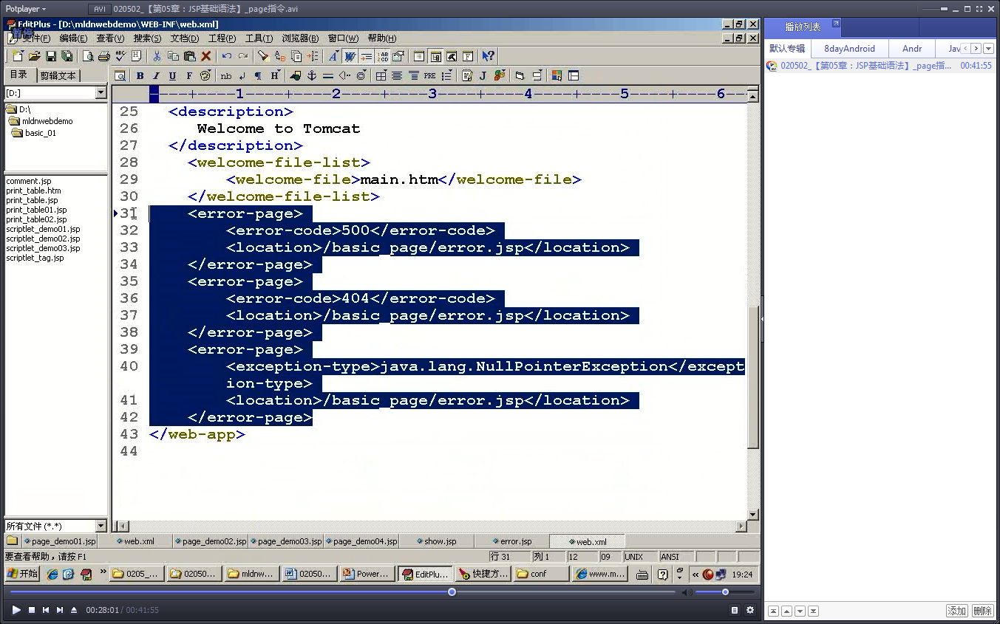 Potplayer
AVI
020502_【第05章：JSP基础语法】_page指令.avi
EditPlus - [D:\mldnwebdemo\WEB-INF\web.xml]
暂停
文件(F) 编辑(E) 查看(V) 搜索(S) 文档(D) 工程(P) 工具(T) 浏览器(B) 窗口(W) 帮助(H)
目录 剪辑文本
B I U F nb ¶ H PRE J
[D:]
D:\
mldnwebdemo
basic_01
comment.jsp
print_table.htm
print_table.jsp
print_table01.jsp
print_table02.jsp
scriptlet_demo01.jsp
scriptlet_demo02.jsp
scriptlet_demo03.jsp
scriptlet_tag.jsp
所有文件 (*.*)
----+----1----+----2----+----3----+----4----+----5----+----6--
25 <description>
26 Welcome to Tomcat
27 </description>
28 <welcome-file-list>
29 <welcome-file>main.htm</welcome-file>
30 </welcome-file-list>
31 <error-page>
32 <error-code>500</error-code>
33 <location>/basic_page/error.jsp</location>
34 </error-page>
35 <error-page>
36 <error-code>404</error-code>
37 <location>/basic_page/error.jsp</location>
38 </error-page>
39 <error-page>
40 <exception-type>java.lang.NullPointerException</except
ion-type>
41 <location>/basic_page/error.jsp</location>
42 </error-page>
43 </web-app>
44
page_demo01.jsp web.xml page_demo02.jsp page_demo03.jsp page_demo04.jsp show.jsp error.jsp web.xml
要查看帮助，请按 F1
行 31 列 1 12 09 UNIX ANSI
开始 » 0205_... 02050... mldnw... 02050... Power... EditPlu... 快捷方... conf www.m... « 19:24
00:28:01 / 00:41:55
播放列表
默认专辑 8dayAndroid Andr Jav
020502_【第05章：JSP基础语法】_page指... 00:41:55
添加 删除